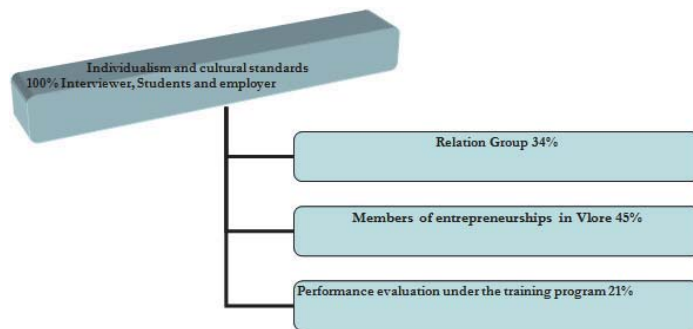 Individualism and cultural standards
100% Interviewer, Students and employer
Relation Group 34%
Members of entrepreneurships in Vlore 45%
Performance evaluation under the training program 21%